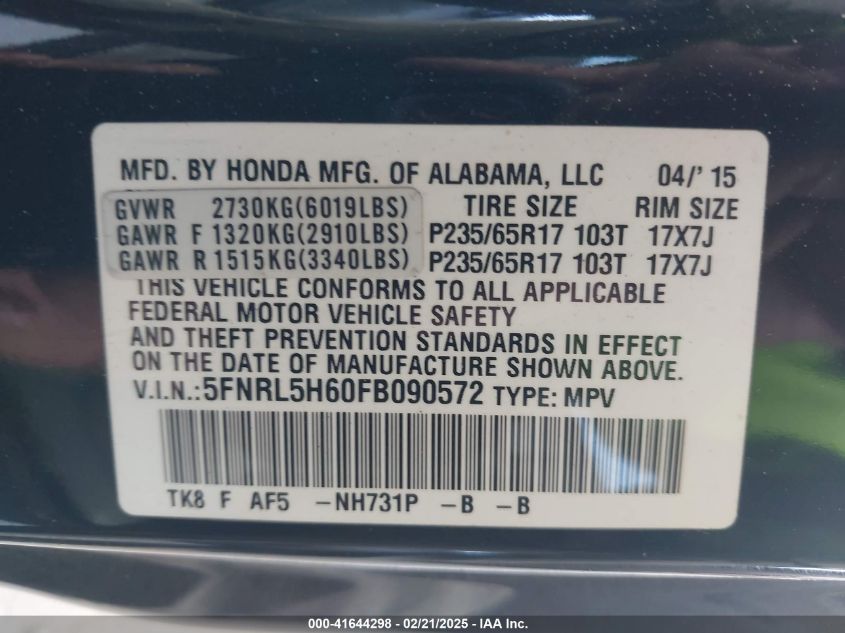 MFD. BY HONDA MFG. OF ALABAMA, LLC 04/' 15
GVWR 2730KG(6019LBS) TIRE SIZE RIM SIZE
GAWR F 1320KG(2910LBS) P235/65R17 103T 17X7J
GAWR R 1515KG(3340LBS) P235/65R17 103T 17X7J
THIS VEHICLE CONFORMS TO ALL APPLICABLE
FEDERAL MOTOR VEHICLE SAFETY
AND THEFT PREVENTION STANDARDS IN EFFECT
ON THE DATE OF MANUFACTURE SHOWN ABOVE.
V.I.N.:5FNRL5H60FB090572 TYPE: MPV
TK8 F AF5 -NH731P -B -B
000-41644298 - 02/21/2025 - IAA Inc.